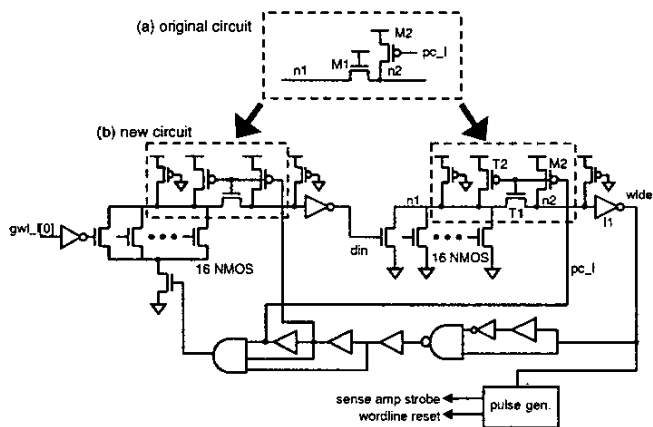 (a) original circuit
M2
M1
pc_l
n1
n2
(b) new circuit
T2
M2
n1
T1
n2
wlde
I1
gwl_l[0]
16 NMOS
din
16 NMOS
pc_l
sense amp strobe
wordline reset
pulse gen.